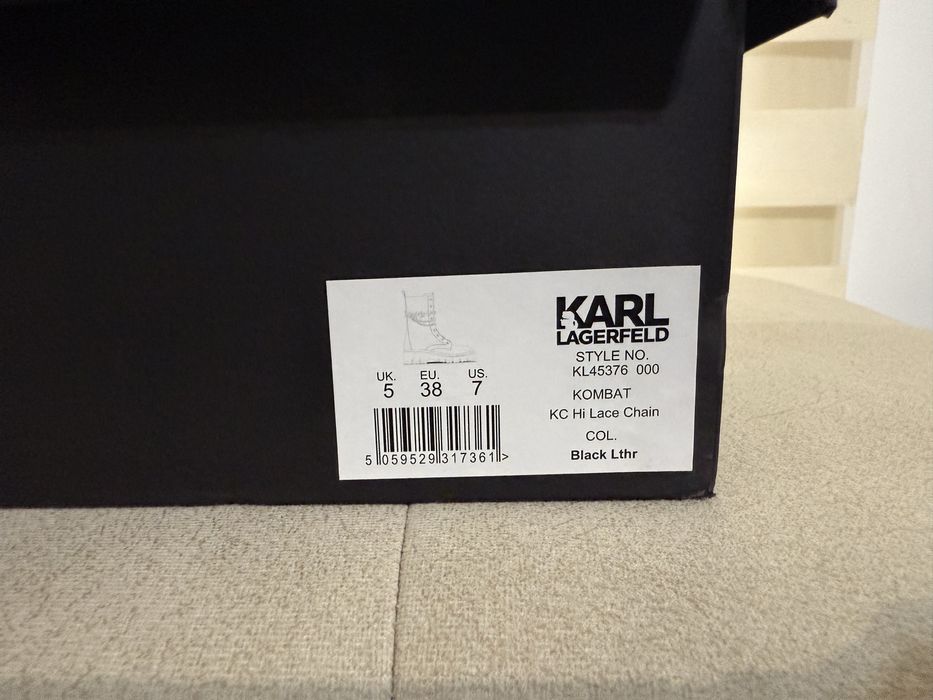 UK. EU. US.
5 38 7
5 059529 317361 >
KARL
LAGERFELD
STYLE NO.
KL45376 000
KOMBAT
KC Hi Lace Chain
COL.
Black Lthr